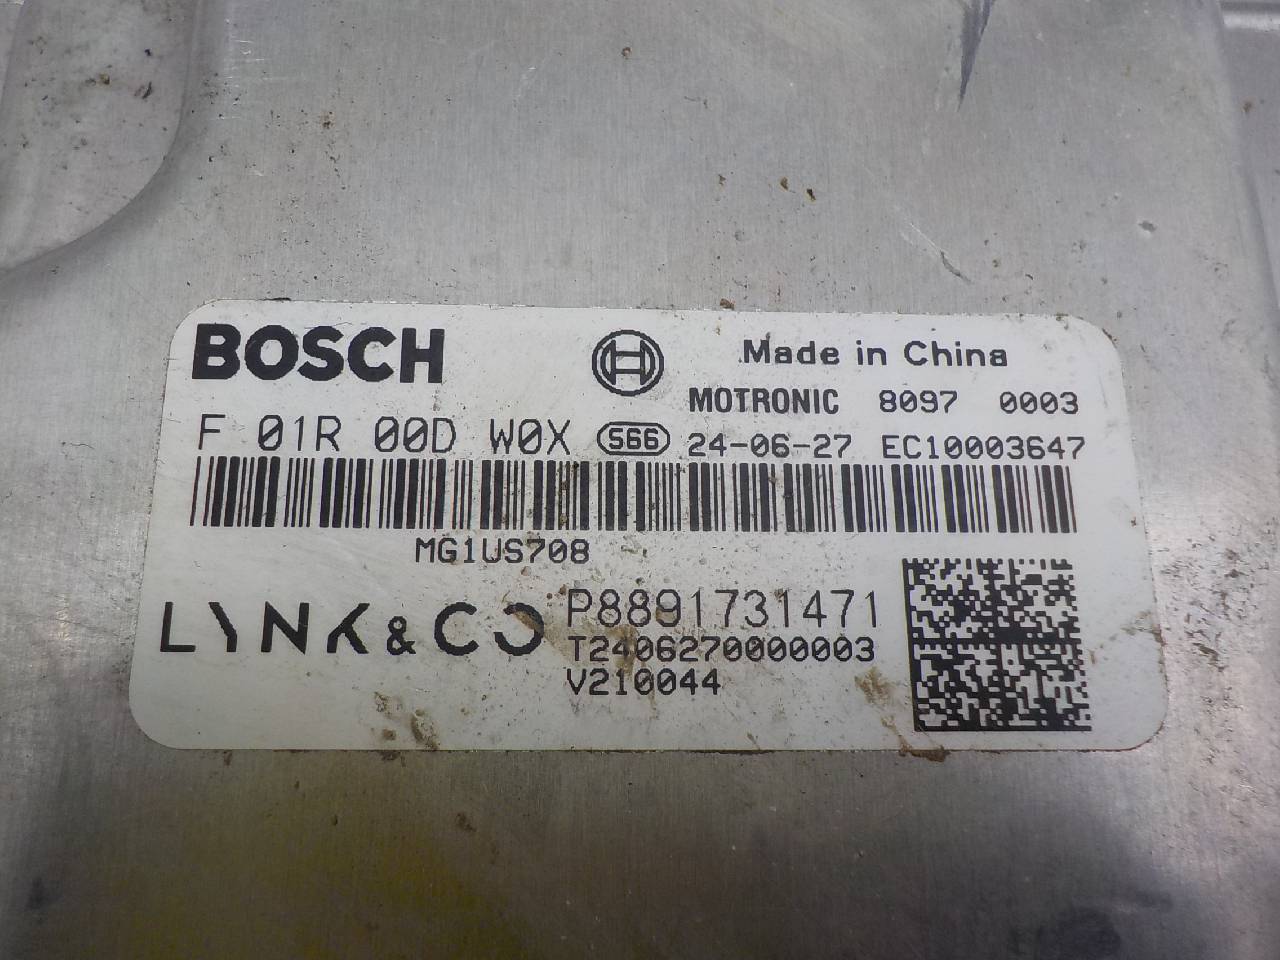 BOSCH
Made in China
MOTRONIC 8097 0003
F 01R 00D W0X 566 24-06-27 EC10003647
MG1US708
LYNK & CO P8891731471
T2406270000003
V210044